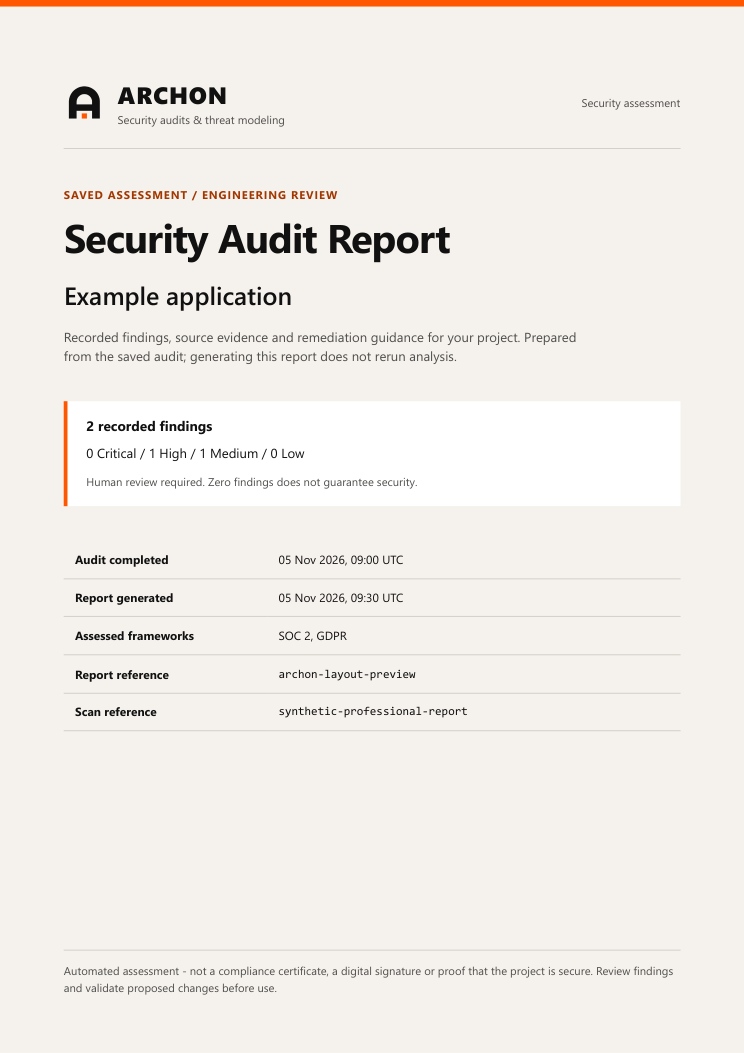 ARCHON
Security audits & threat modeling
Security assessment
SAVED ASSESSMENT / ENGINEERING REVIEW
Security Audit Report
Example application
Recorded findings, source evidence and remediation guidance for your project. Prepared
from the saved audit; generating this report does not rerun analysis.
2 recorded findings
0 Critical / 1 High / 1 Medium / 0 Low
Human review required. Zero findings does not guarantee security.
Audit completed 05 Nov 2026, 09:00 UTC
Report generated 05 Nov 2026, 09:30 UTC
Assessed frameworks SOC 2, GDPR
Report reference archon-layout-preview
Scan reference synthetic-professional-report
Automated assessment - not a compliance certificate, a digital signature or proof that the project is secure. Review findings
and validate proposed changes before use.